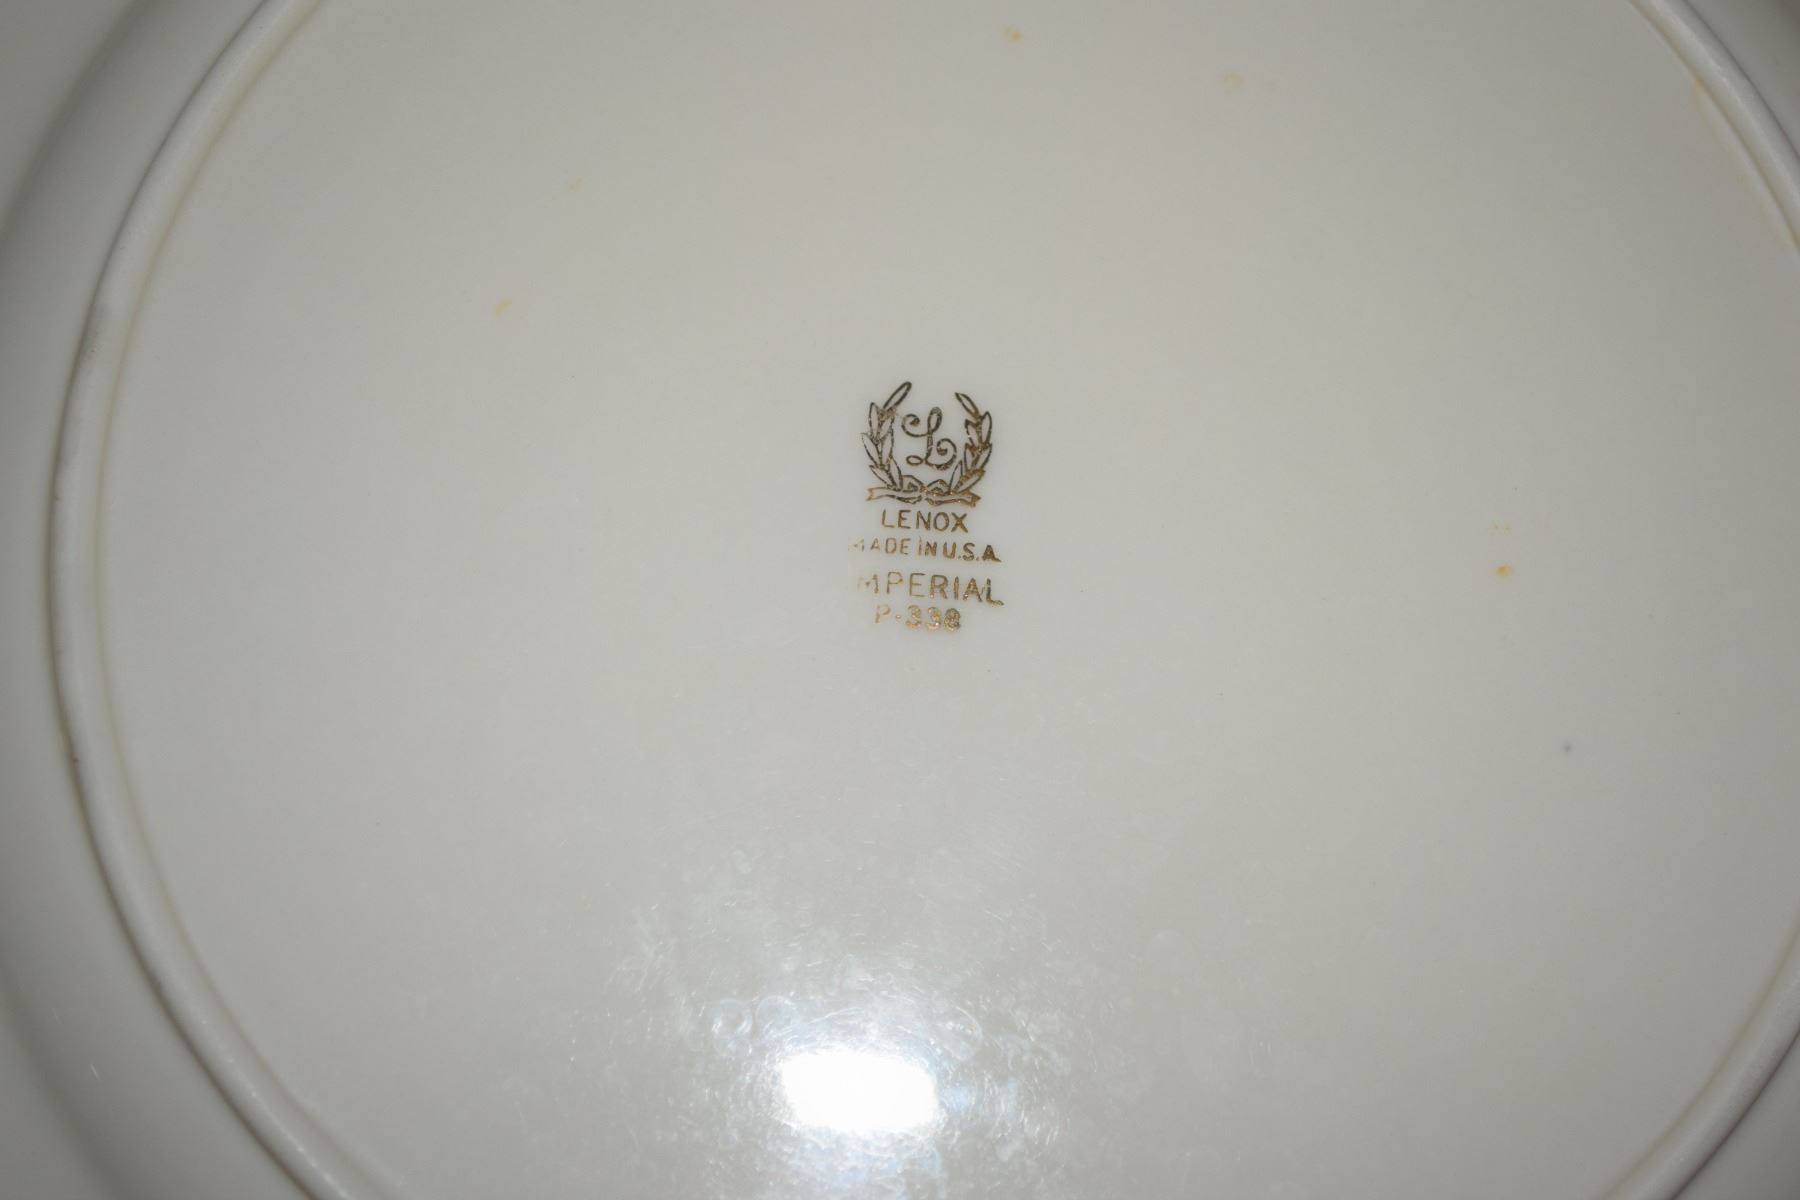 L
LENOX
MADE IN U.S.A.
IMPERIAL
P-338